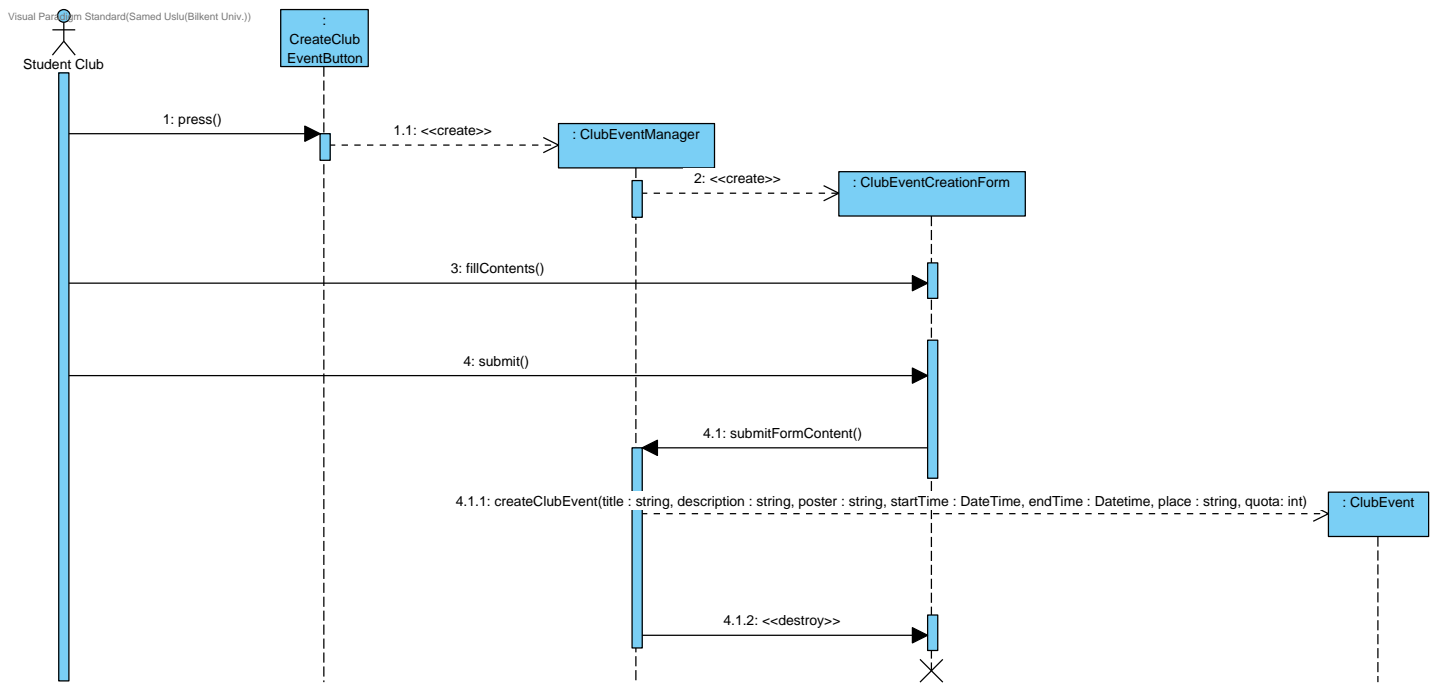 Visual Paradigm Standard(Samed Uslu(Bilkent Univ.))
Student Club
:
CreateClub
EventButton
1: press()
1.1: <<create>>
: ClubEventManager
2: <<create>>
: ClubEventCreationForm
3: fillContents()
4: submit()
4.1: submitFormContent()
4.1.1: createClubEvent(title : string, description : string, poster : string, startTime : DateTime, endTime : Datetime, place : string, quota: int)
: ClubEvent
4.1.2: <<destroy>>